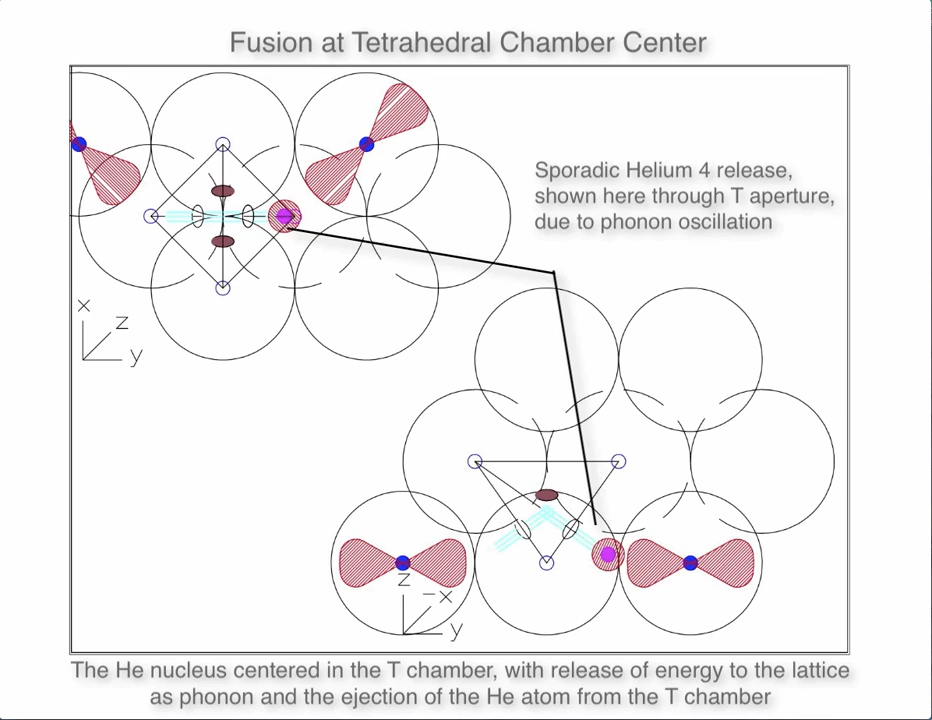 Fusion at Tetrahedral Chamber Center
Sporadic Helium 4 release,
shown here through T aperture,
due to phonon oscillation
x
z
y
z
-x
y
The He nucleus centered in the T chamber, with release of energy to the lattice
as phonon and the ejection of the He atom from the T chamber